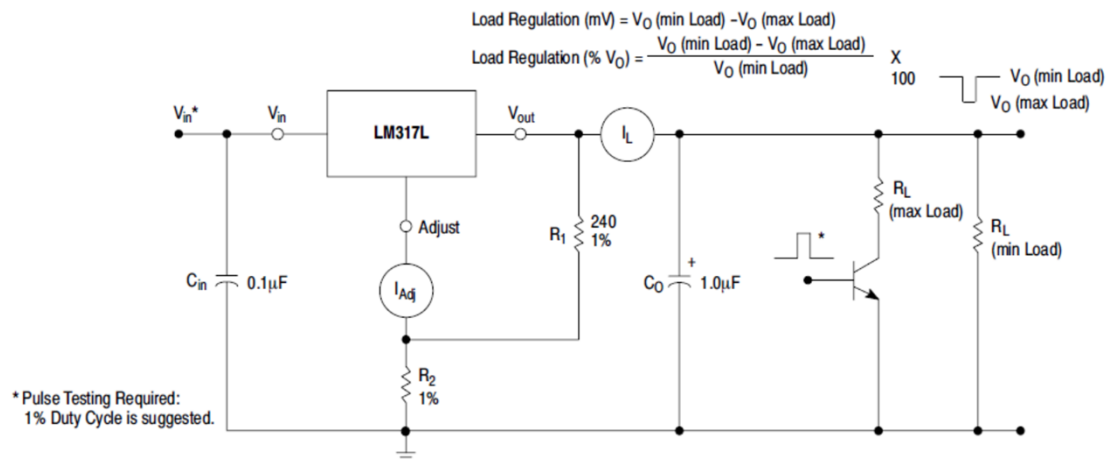 Load Regulation (mV) = VO (min Load) -VO (max Load)
Load Regulation (% VO) = VO (min Load) - VO (max Load)
VO (min Load)
X
100
VO (min Load)
VO (max Load)
Vin*
Vin
LM317L
Vout
IL
Adjust
R1
240
1%
RL
(max Load)
RL
(min Load)
*
Cin
0.1µF
IAdj
CO
+
1.0µF
R2
1%
* Pulse Testing Required:
1% Duty Cycle is suggested.